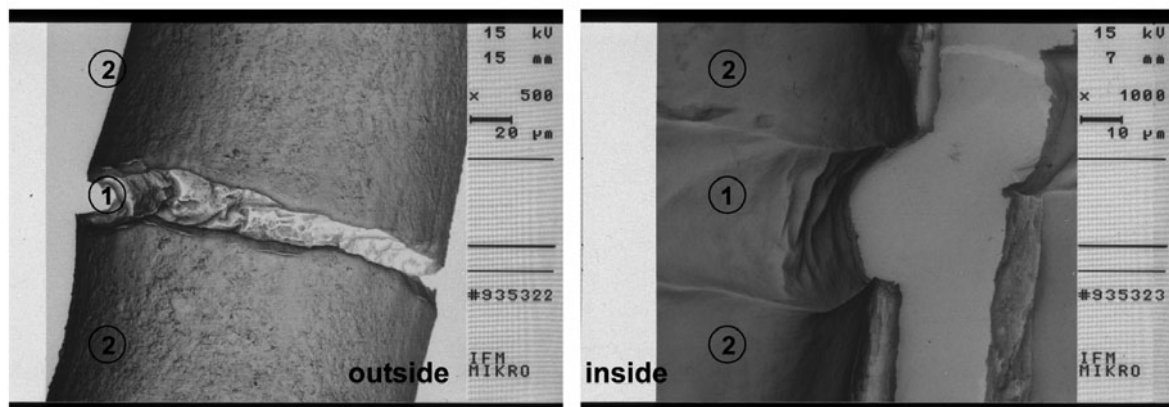 2
1
2
outside
15 kV
15 mm
× 500
20 µm
#935322
IFM
MIKRO
2
1
2
inside
15 kV
7 mm
× 1000
10 µm
#935323
IFM
MIKRO